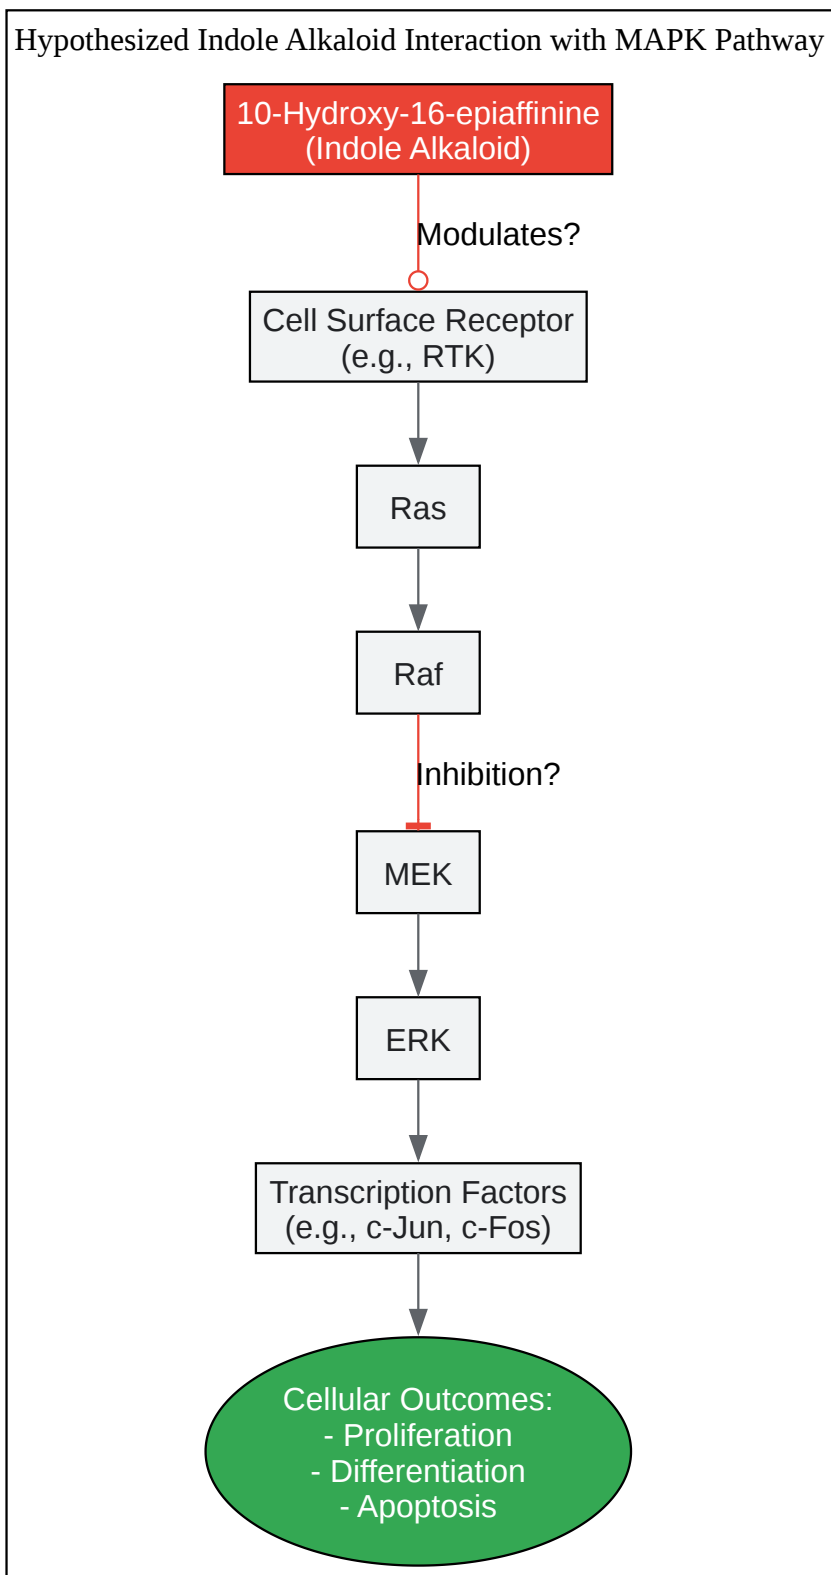 Hypothesized Indole Alkaloid Interaction with MAPK Pathway
10-Hydroxy-16-epiaffinine
(Indole Alkaloid)
Modulates?
Cell Surface Receptor
(e.g., RTK)
Ras
Raf
Inhibition?
MEK
ERK
Transcription Factors
(e.g., c-Jun, c-Fos)
Cellular Outcomes:
- Proliferation
- Differentiation
- Apoptosis